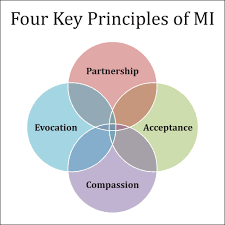 Four Key Principles of MI
Partnership
Evocation
Acceptance
Compassion